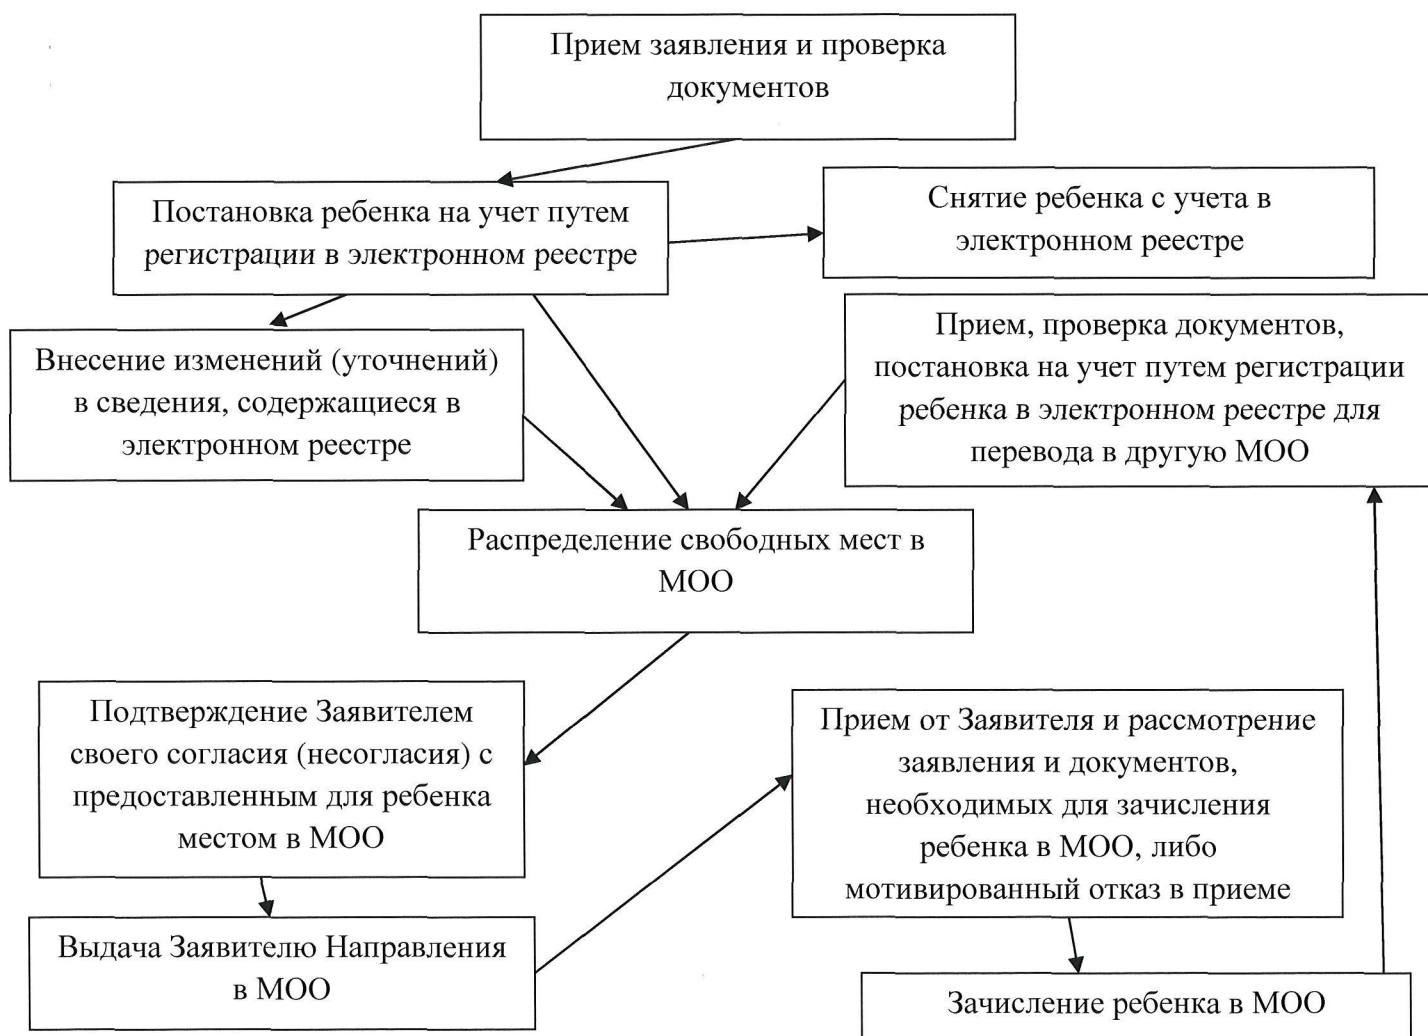 Прием заявления и проверка
документов
Постановка ребенка на учет путем
регистрации в электронном реестре
Снятие ребенка с учета в
электронном реестре
Внесение изменений (уточнений)
в сведения, содержащиеся в
электронном реестре
Прием, проверка документов,
постановка на учет путем регистрации
ребенка в электронном реестре для
перевода в другую МОО
Распределение свободных мест в
МОО
Подтверждение Заявителем
своего согласия (несогласия) с
предоставленным для ребенка
местом в МОО
Прием от Заявителя и рассмотрение
заявления и документов,
необходимых для зачисления
ребенка в МОО, либо
мотивированный отказ в приеме
Выдача Заявителю Направления
в МОО
Зачисление ребенка в МОО